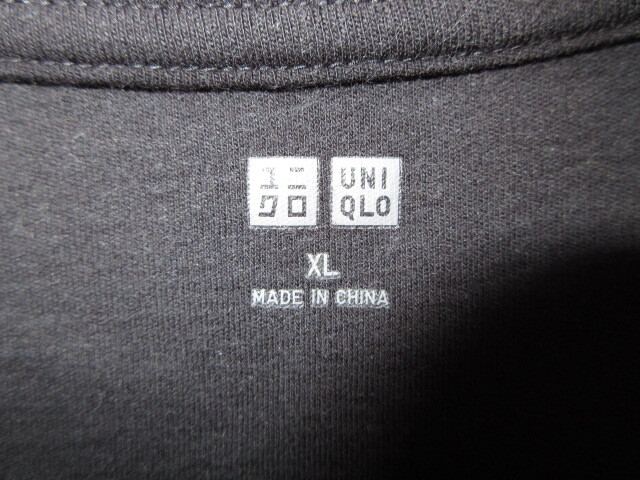 ユニ
クロ
UNI
QLO
XL
MADE IN CHINA